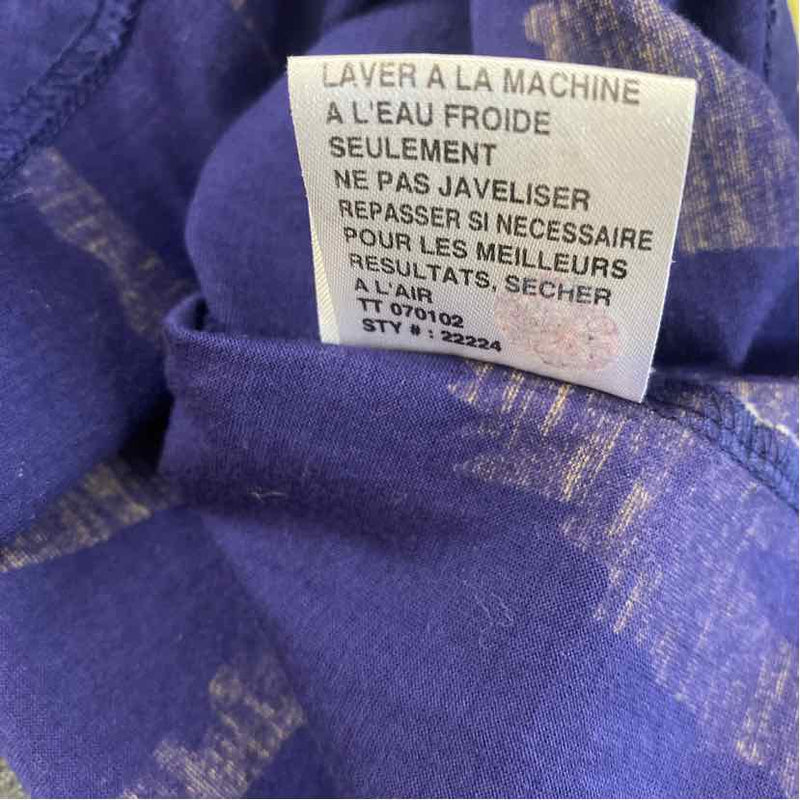 LAVER A LA MACHINE
A L'EAU FROIDE
SEULEMENT
NE PAS JAVELISER
REPASSER SI NECESSAIRE
POUR LES MEILLEURS
RESULTATS, SECHER
A L'AIR
TT 070102
STY # : 22224